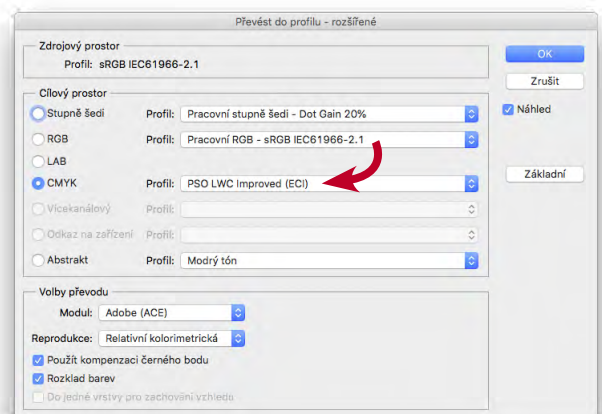 Převést do profilu - rozšířené
Zdrojový prostor
Profil: sRGB IEC61966-2.1
OK
Zrušit
Náhled
Základní
Cílový prostor
Stupně šedi Profil: Pracovní stupně šedi - Dot Gain 20%
RGB Profil: Pracovní RGB - sRGB IEC61966-2.1
LAB
CMYK Profil: PSO LWC Improved (ECI)
Vícekanálový Profil:
Odkaz na zařízení Profil:
Abstrakt Profil: Modrý tón
Volby převodu
Modul: Adobe (ACE)
Reprodukce: Relativní kolorimetrická
Použít kompenzaci černého bodu
Rozklad barev
Do jedné vrstvy pro zachování vzhledu